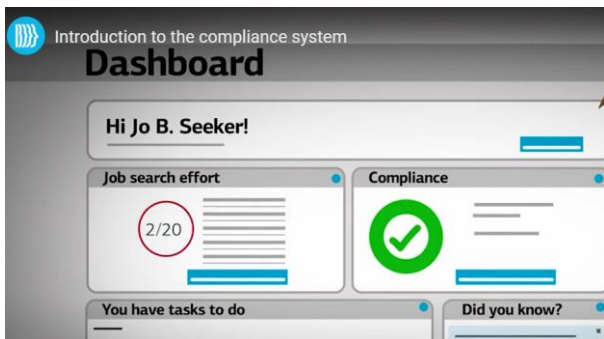 Introduction to the compliance system
Dashboard
Hi Jo B. Seeker!
Job search effort
Compliance
2/20
You have tasks to do
Did you know?